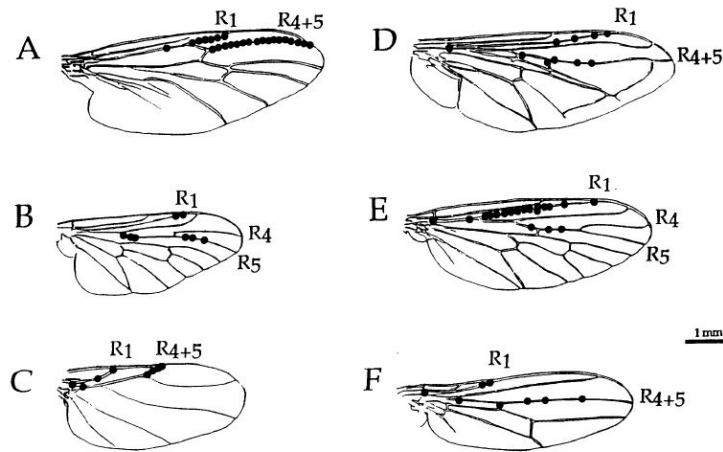 A R1 R4+5
D R1 R4+5
B R1 R4 R5
E R1 R4 R5
1 mm
C R1 R4+5
F R1 R4+5